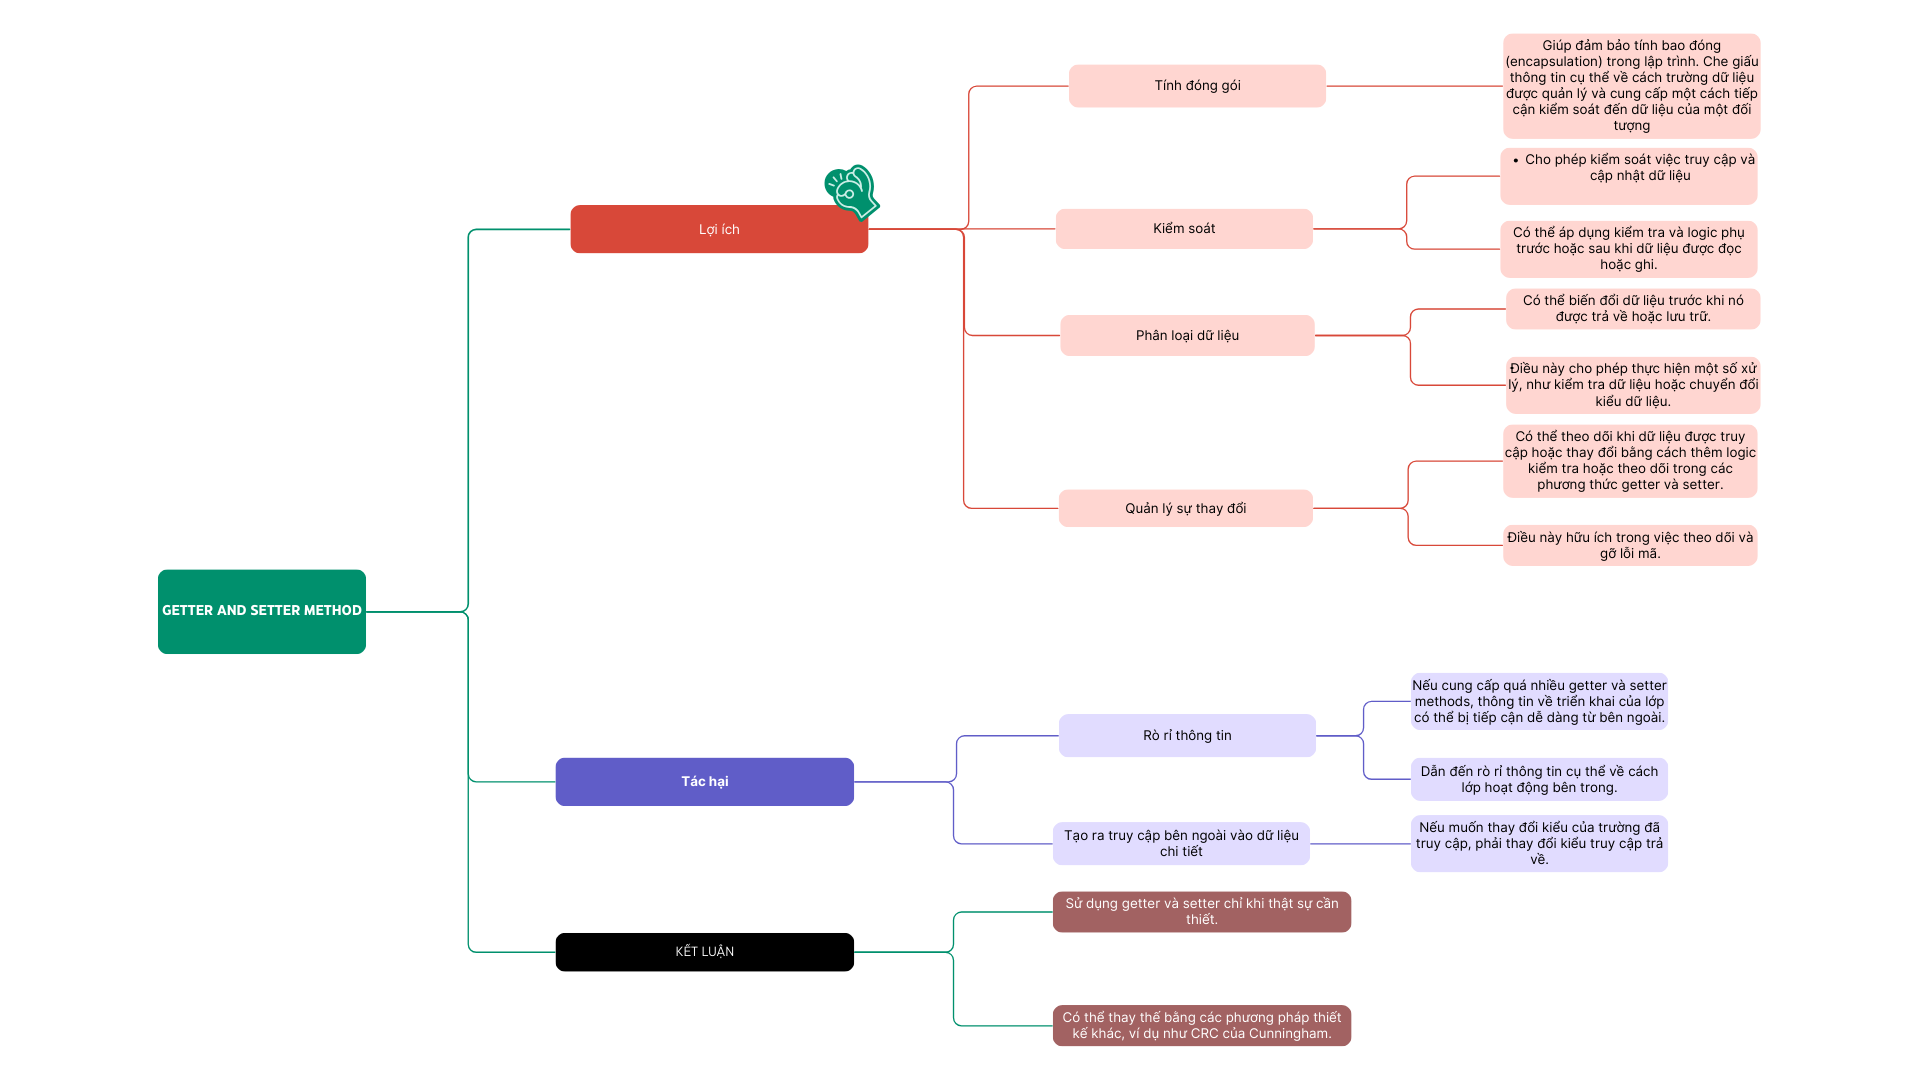 GETTER AND SETTER METHOD
Lợi ích
Tính đóng gói
Giúp đảm bảo tính bao đóng
(encapsulation) trong lập trình. Che giấu
thông tin cụ thể về cách trường dữ liệu
được quản lý và cung cấp một cách tiếp
cận kiểm soát đến dữ liệu của một đối
tượng
Kiểm soát
• Cho phép kiểm soát việc truy cập và
cập nhật dữ liệu
Có thể áp dụng kiểm tra và logic phụ
trước hoặc sau khi dữ liệu được đọc
hoặc ghi.
Phân loại dữ liệu
Có thể biến đổi dữ liệu trước khi nó
được trả về hoặc lưu trữ.
Điều này cho phép thực hiện một số xử
lý, như kiểm tra dữ liệu hoặc chuyển đổi
kiểu dữ liệu.
Quản lý sự thay đổi
Có thể theo dõi khi dữ liệu được truy
cập hoặc thay đổi bằng cách thêm logic
kiểm tra hoặc theo dõi trong các
phương thức getter và setter.
Điều này hữu ích trong việc theo dõi và
gỡ lỗi mã.
Tác hại
Rò rỉ thông tin
Nếu cung cấp quá nhiều getter và setter
methods, thông tin về triển khai của lớp
có thể bị tiếp cận dễ dàng từ bên ngoài.
Dẫn đến rò rỉ thông tin cụ thể về cách
lớp hoạt động bên trong.
Tạo ra truy cập bên ngoài vào dữ liệu
chi tiết
Nếu muốn thay đổi kiểu của trường đã
truy cập, phải thay đổi kiểu truy cập trả
về.
KẾT LUẬN
Sử dụng getter và setter chỉ khi thật sự cần
thiết.
Có thể thay thế bằng các phương pháp thiết
kế khác, ví dụ như CRC của Cunningham.